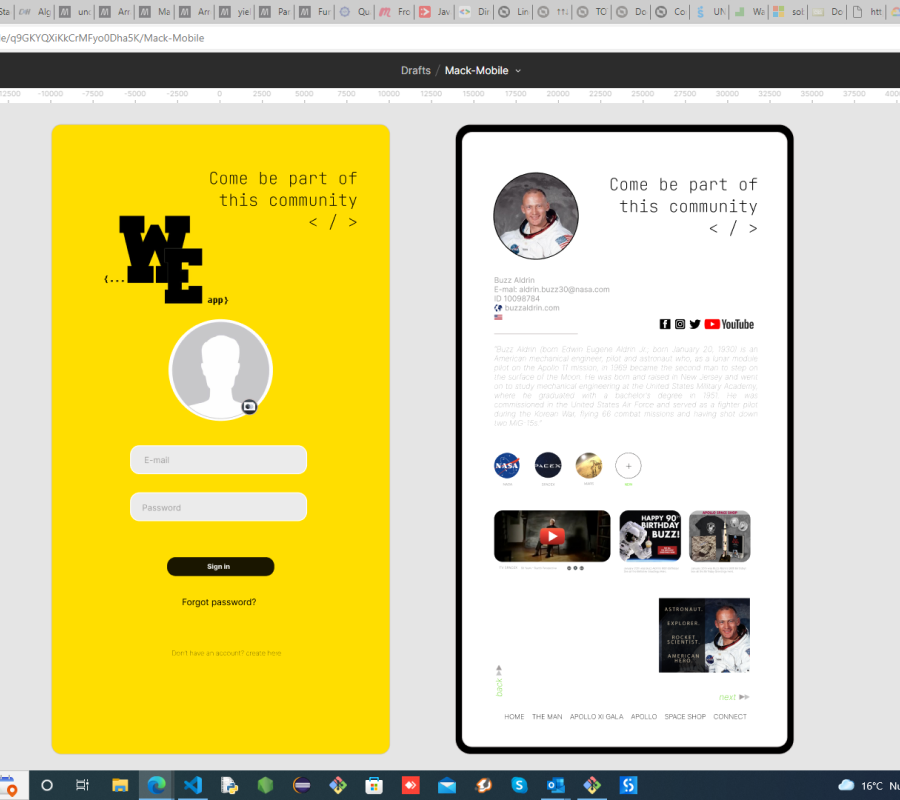 Sta
Alg
un
Arr
Ma
Arr
yiel
Par
Fur
Qu
Fro
Jav
Dir
Lin
TO
Do
Co
UN
Wa
sol
Do
htt
e/q9GKYQXiKkCrMFyo0Dha5K/Mack-Mobile
Drafts / Mack-Mobile
12500 -10000 -7500 -5000 -2500 0 2500 5000 7500 10000 12500 15000 17500 20000 22500 25000 27500 30000 32500 35000 37500 4000
Come be part of
this community
< / >
WE
{...
app}
E-mail
Password
Sign in
Forgot password?
Don't have an account? create here
Come be part of
this community
< / >
Buzz Aldrin
E-mat: aldrin.buzz30@nasa.com
ID 10098784
buzzaldrin.com
YouTube
"Buzz Aldrin (born Edwin Eugene Aldrin Jr., born January 20, 1930) is an
American mechanical engineer, pilot and astronaut who, as a lunar module
pilot on the Apollo 11 mission, in 1969 became the second man to step on
the surface of the Moon. He was born and raised in New Jersey and went
on to study mechanical engineering at the United States Military Academy,
where he graduated with a bachelor's degree in 1951. He was
commissioned in the United States Air Force and served as a fighter pilot
during the Korean War, flying 66 combat missions and having shot down
two MIG-15s."
NASA
SPACEX
+
HAPPY 90
BIRTHDAY
BUZZ!
APOLLO SPACE SHOP
ASTRONAUT.
EXPLORER.
ROCKET
SCIENTIST.
AMERICAN
HERO.
back
next
HOME THE MAN APOLLO XI GALA APOLLO SPACE SHOP CONNECT
16°C Nu